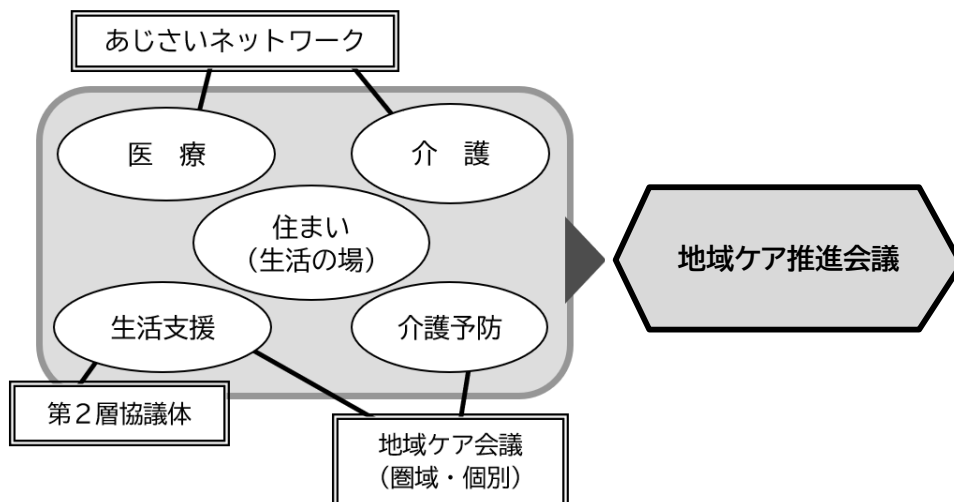 あじさいネットワーク
医　療
介　護
住まい
（生活の場）
地域ケア推進会議
生活支援
介護予防
第２層協議体
地域ケア会議
（圏域・個別）